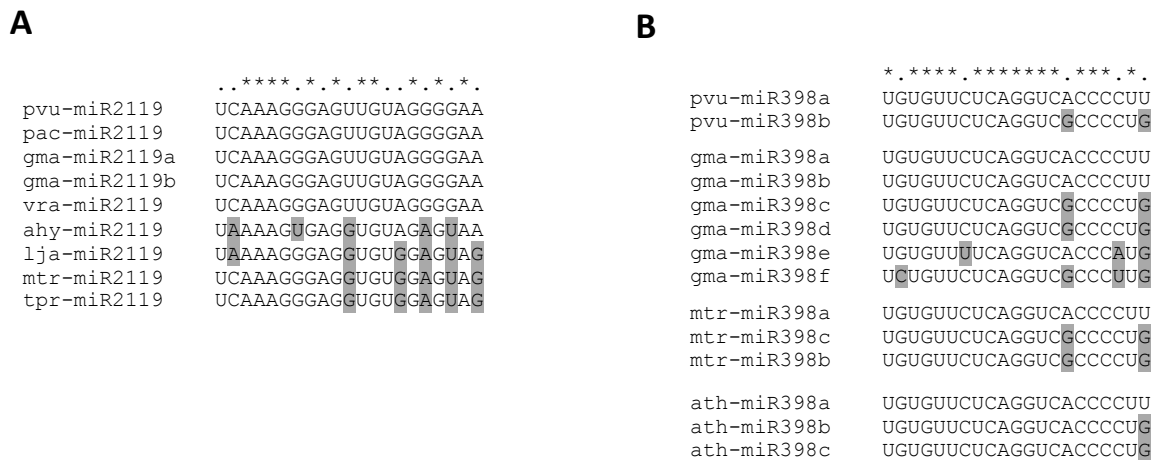 A
..****.*.*.**..*.*.*.
pvu-miR2119 UCAAAGGGAGUUGUAGGGGAA
pac-miR2119 UCAAAGGGAGUUGUAGGGGAA
gma-miR2119a UCAAAGGGAGUUGUAGGGGAA
gma-miR2119b UCAAAGGGAGUUGUAGGGGAA
vra-miR2119 UCAAAGGGAGUUGUAGGGGAA
ahy-miR2119 UAAAAGUGAGGUGUAGAGUAA
lja-miR2119 UAAAAGGGAGGUGUGGAGUAG
mtr-miR2119 UCAAAGGGAGGUGUGGAGUAG
tpr-miR2119 UCAAAGGGAGGUGUGGAGUAG
B
*.****.*******.***.*.
pvu-miR398a UGUGUUCUCAGGUCACCCCUU
pvu-miR398b UGUGUUCUCAGGUCGCCCCUG
gma-miR398a UGUGUUCUCAGGUCACCCCUU
gma-miR398b UGUGUUCUCAGGUCACCCCUU
gma-miR398c UGUGUUCUCAGGUCGCCCCUG
gma-miR398d UGUGUUCUCAGGUCGCCCCUG
gma-miR398e UGUGUUUUCAGGUCACCCAUG
gma-miR398f UGUGUUCUCAGGUCGCCCUUG
mtr-miR398a UGUGUUCUCAGGUCACCCCUU
mtr-miR398c UGUGUUCUCAGGUCGCCCCUG
mtr-miR398b UGUGUUCUCAGGUCGCCCCUG
ath-miR398a UGUGUUCUCAGGUCACCCCUU
ath-miR398b UGUGUUCUCAGGUCACCCCUG
ath-miR398c UGUGUUCUCAGGUCACCCCUG